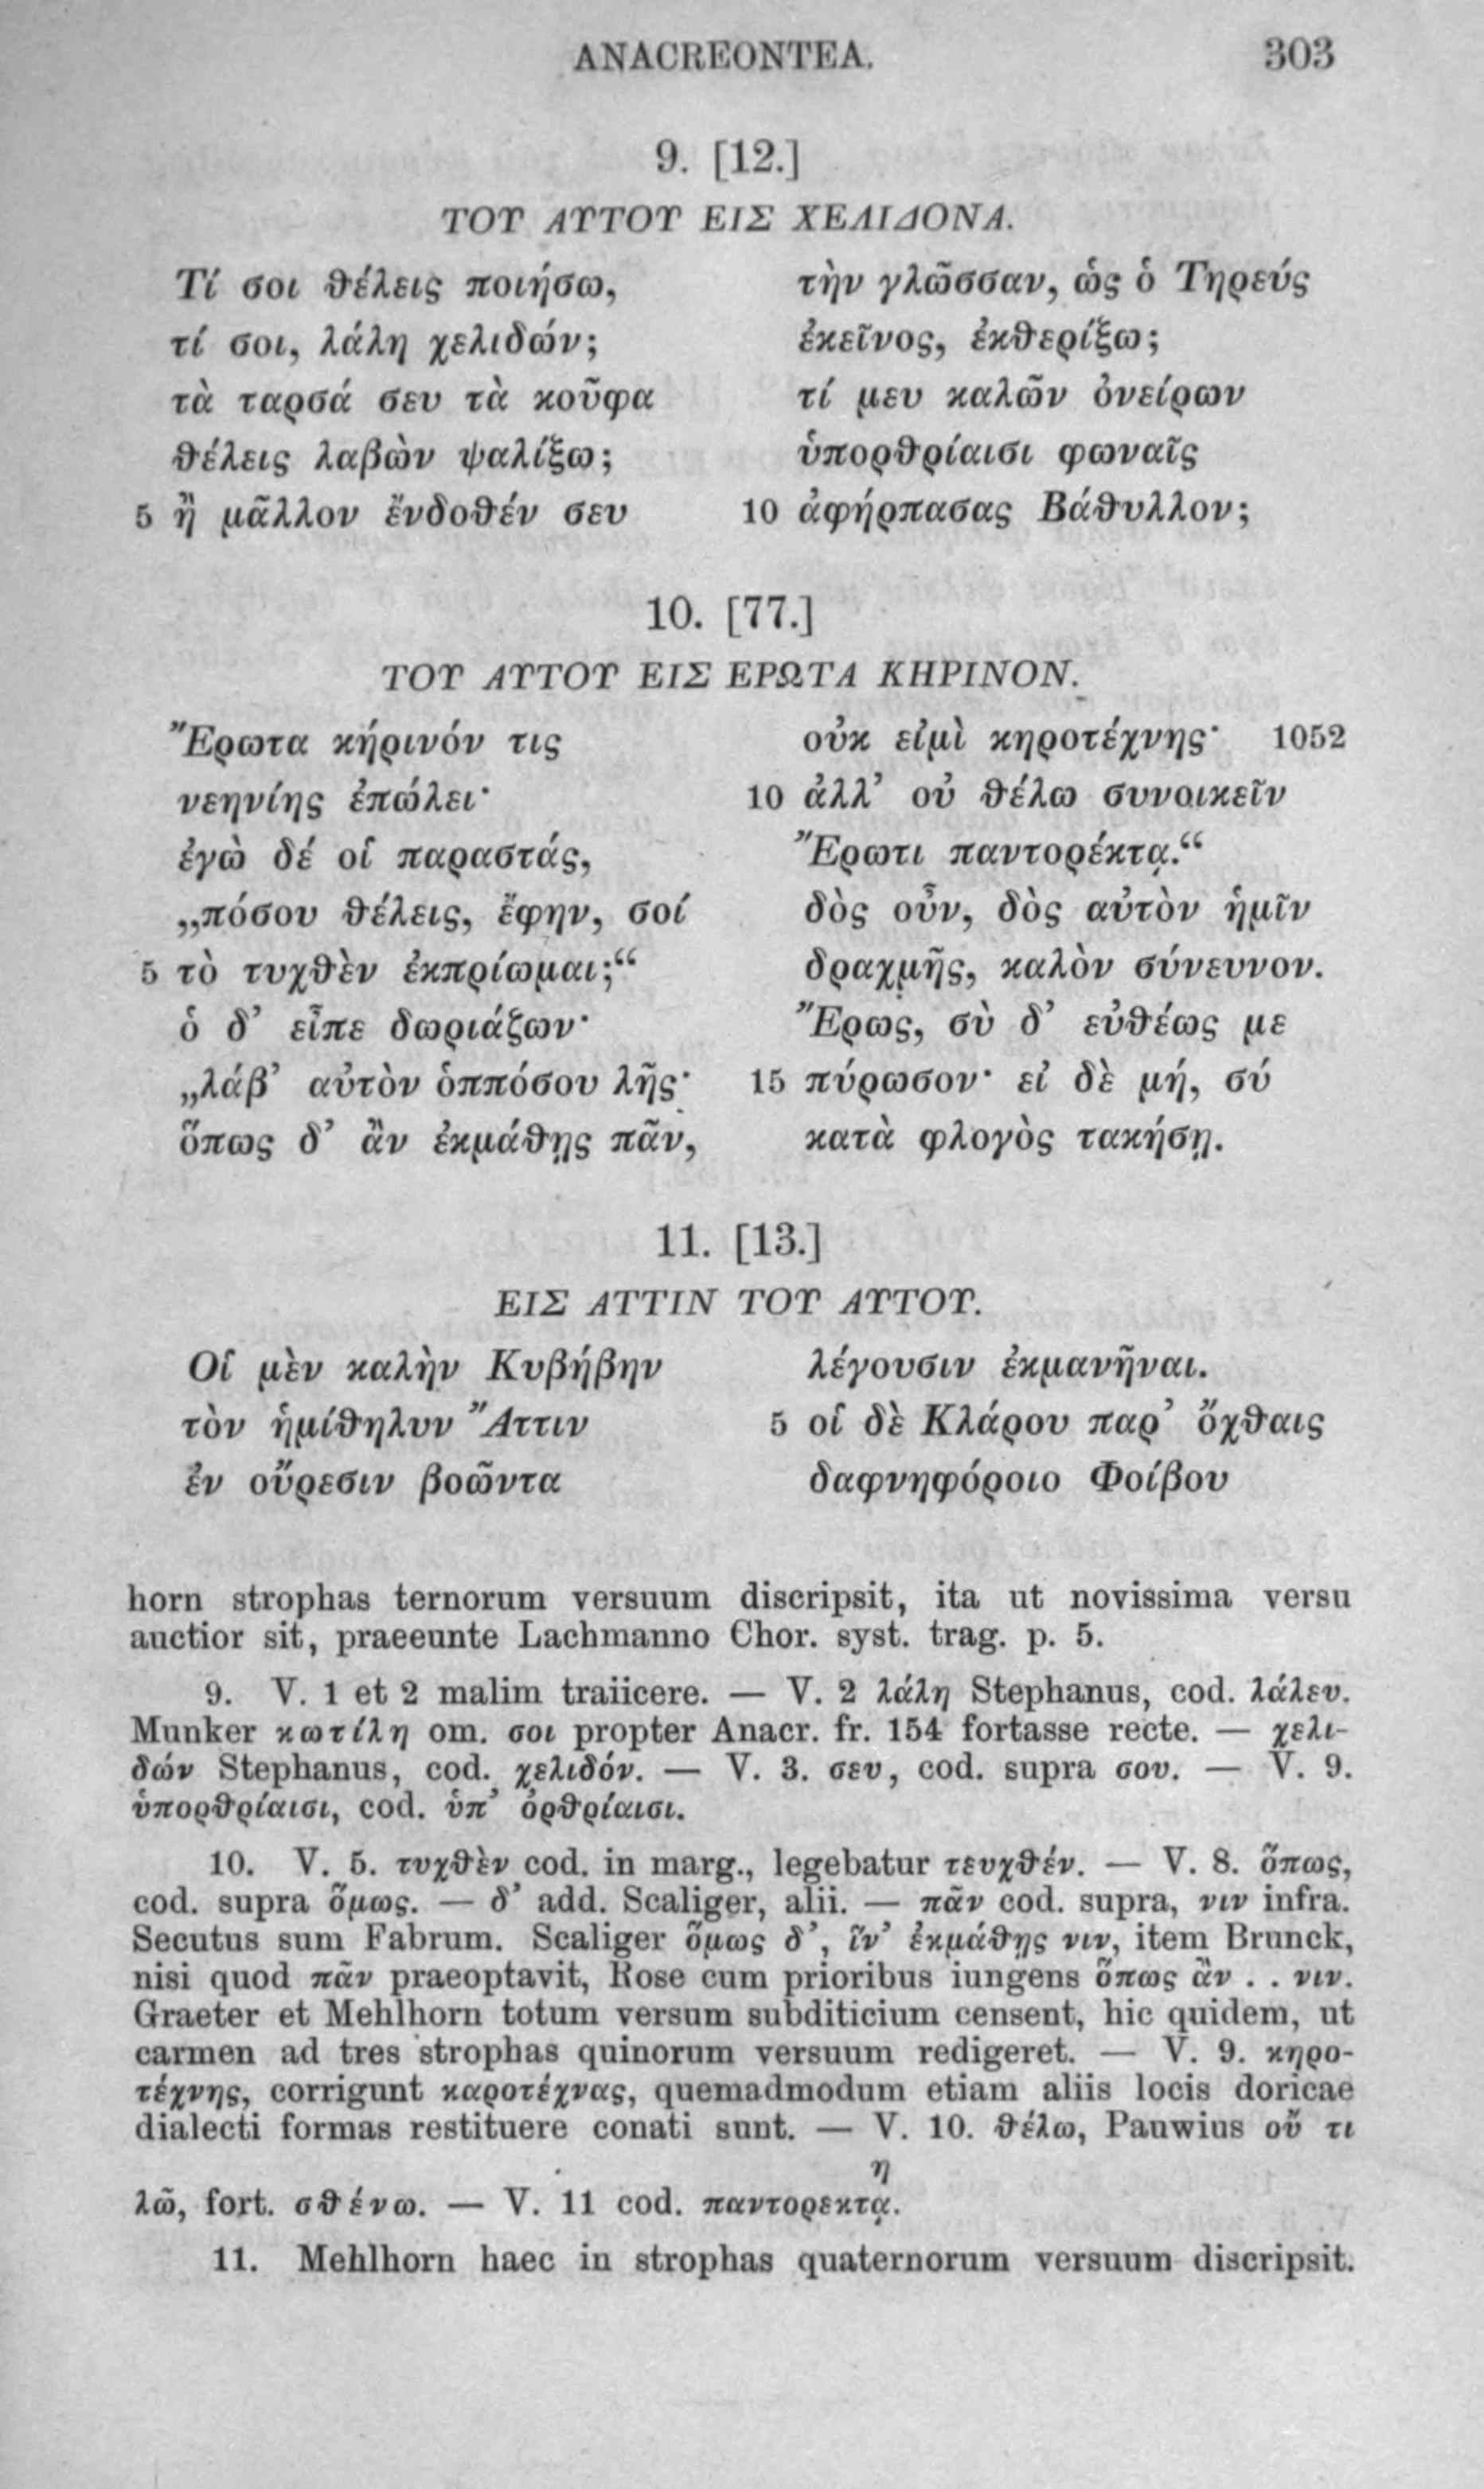 ANACREONTEA. 303
9. [12.]
ΤΟΥ ΑΥΤΟΥ ΕΙΣ ΧΕΛΙΔΟΝΑ.
Τί σοι θέλεις ποιήσω,
τί σοι, λάλη χελιδών;
τὰ ταρσά σευ τὰ κοῦφα
θέλεις λαβὼν ψαλίξω;
5 ἢ μᾶλλον ἔνδοθέν σευ
τὴν γλῶσσαν, ὡς ὁ Τηρεύς
ἐκεῖνος, ἐκθερίξω;
τί μευ καλῶν ὀνείρων
ὑπορθρίαισι φωναῖς
10 ἀφήρπασας Βάθυλλον;
10. [77.]
ΤΟΥ ΑΥΤΟΥ ΕΙΣ ΕΡΩΤΑ ΚΗΡΙΝΟΝ.
Ἔρωτα κήρινόν τις
νεηνίης ἐπώλει·
ἐγὼ δέ οἱ παραστάς,
„πόσου θέλεις, ἔφην, σοί
5 τὸ τυχθὲν ἐκπρίωμαι;“
ὁ δ’ εἶπε δωριάζων·
„λάβ’ αὐτὸν ὁππόσου λῇς·
ὅπως δ’ ἂν ἐκμάθῃς πᾶν,
οὐκ εἰμὶ κηροτέχνης· 1052
10 ἀλλ’ οὐ θέλω συνοικεῖν
Ἔρωτι παντορέκτᾳ.“
δὸς οὖν, δὸς αὐτὸν ἡμῖν
δραχμῆς, καλὸν σύνευνον.
Ἔρως, σὺ δ’ εὐθέως με
15 πύρωσον· εἰ δὲ μή, σύ
κατὰ φλογὸς τακήσῃ.
11. [13.]
ΕΙΣ ΑΤΤΙΝ ΤΟΥ ΑΥΤΟΥ.
Οἱ μὲν καλὴν Κυβήβην
τὸν ἡμίθηλυν Ἄττιν
ἐν οὔρεσιν βοῶντα
λέγουσιν ἐκμανῆναι.
5 οἱ δὲ Κλάρου παρ’ ὄχθαις
δαφνηφόροιο Φοίβου
horn strophas ternorum versuum discripsit, ita ut novissima versu
auctior sit, praeeunte Lachmanno Chor. syst. trag. p. 5.
9. V. 1 et 2 malim traiicere. — V. 2 λάλη Stephanus, cod. λάλευ.
Munker κωτίλη om. σοι propter Anacr. fr. 154 fortasse recte. — χελι-
δών Stephanus, cod. χελιδόν. — V. 3. σευ, cod. supra σου. — V. 9.
ὑπορθρίαισι, cod. ὑπ’ ὀρθρίαισι.
10. V. 5. τυχθὲν cod. in marg., legebatur τευχθέν. — V. 8. ὅπως,
cod. supra ὅμως. — δ’ add. Scaliger, alii. — πᾶν cod. supra, νιν infra.
Secutus sum Fabrum. Scaliger ὅμως δ’, ἵν’ ἐκμάθῃς νιν, item Brunck,
nisi quod πᾶν praeoptavit, Rose cum prioribus iungens ὅπως ἂν . . νιν.
Graeter et Mehlhorn totum versum subditicium censent, hic quidem, ut
carmen ad tres strophas quinorum versuum redigeret. — V. 9. κηρο-
τέχνης, corrigunt καροτέχνας, quemadmodum etiam aliis locis doricae
dialecti formas restituere conati sunt. — V. 10. θέλω, Pauwius οὔ τι
η
λῶ, fort. σθένω. — V. 11 cod. παντορεκτᾳ.
11. Mehlhorn haec in strophas quaternorum versuum discripsit.